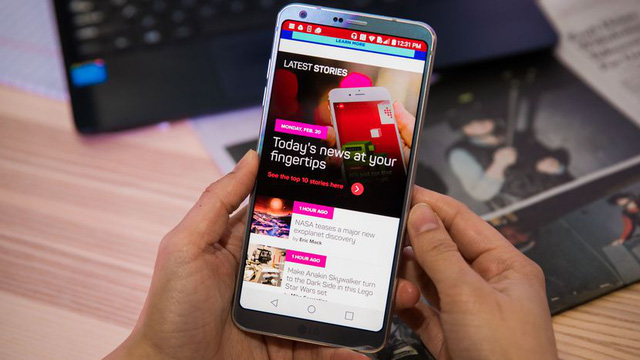 12:31 PM
LEARN MORE
LATEST STORIES
MONDAY, FEB. 20
Today's news at your
fingertips
See the top 10 stories here
1 HOUR AGO
NASA teases a major new
exoplanet discovery
by Eric Mack
1 HOUR AGO
Make Anakin Skywalker turn
to the Dark Side in this Lego
Star Wars set
LG